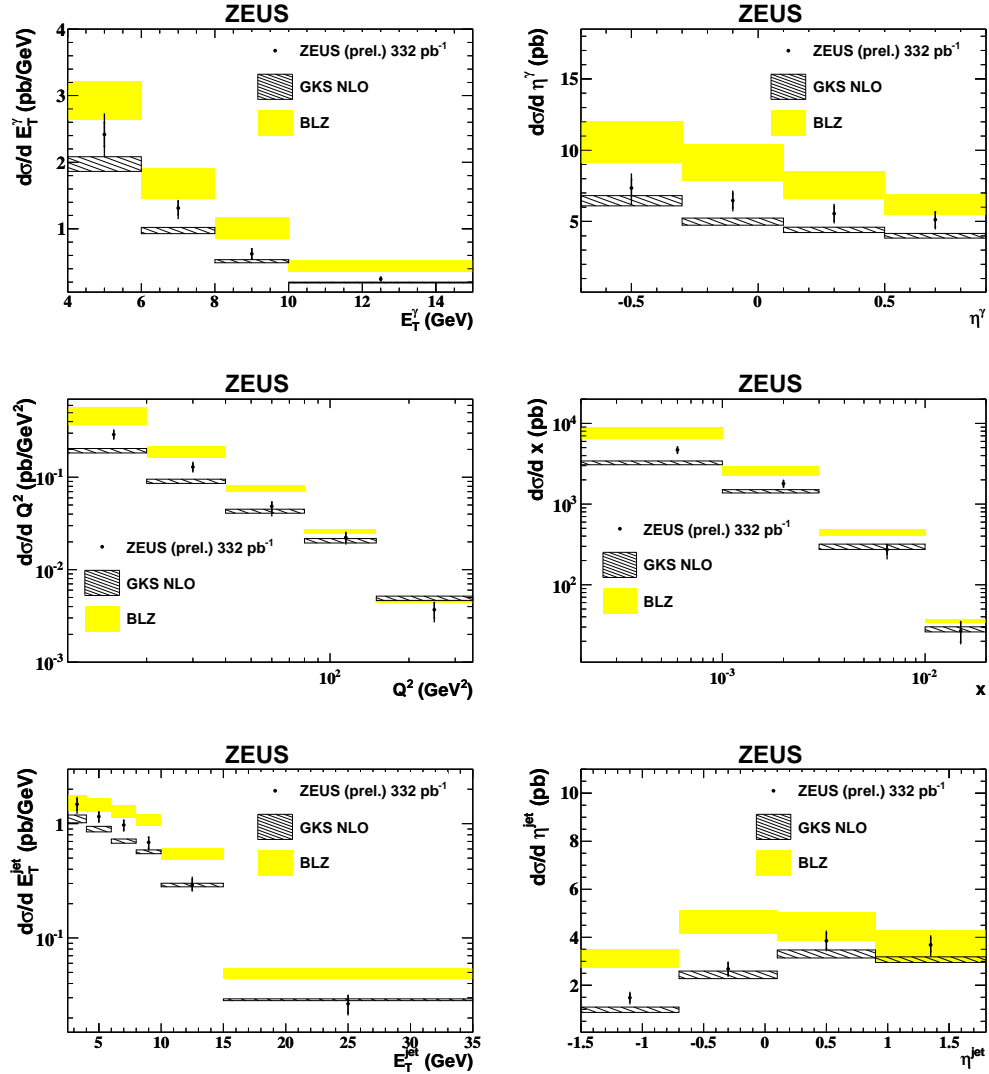 ZEUS
dσ/d E_T^γ (pb/GeV)
4
3
2
1
ZEUS (prel.) 332 pb⁻¹
GKS NLO
BLZ
4 6 8 10 12 14
E_T^γ (GeV)
ZEUS
dσ/d η^γ (pb)
15
10
5
ZEUS (prel.) 332 pb⁻¹
GKS NLO
BLZ
-0.5 0 0.5
η^γ
ZEUS
dσ/d Q² (pb/GeV²)
10⁻¹
10⁻²
10⁻³
ZEUS (prel.) 332 pb⁻¹
GKS NLO
BLZ
10²
Q² (GeV²)
ZEUS
dσ/d x (pb)
10⁴
10³
10²
ZEUS (prel.) 332 pb⁻¹
GKS NLO
BLZ
10⁻³ 10⁻²
x
ZEUS
dσ/d E_T^jet (pb/GeV)
1
10⁻¹
ZEUS (prel.) 332 pb⁻¹
GKS NLO
BLZ
5 10 15 20 25 30 35
E_T^jet (GeV)
ZEUS
dσ/d η^jet (pb)
10
8
6
4
2
0
ZEUS (prel.) 332 pb⁻¹
GKS NLO
BLZ
-1.5 -1 -0.5 0 0.5 1 1.5
η^jet